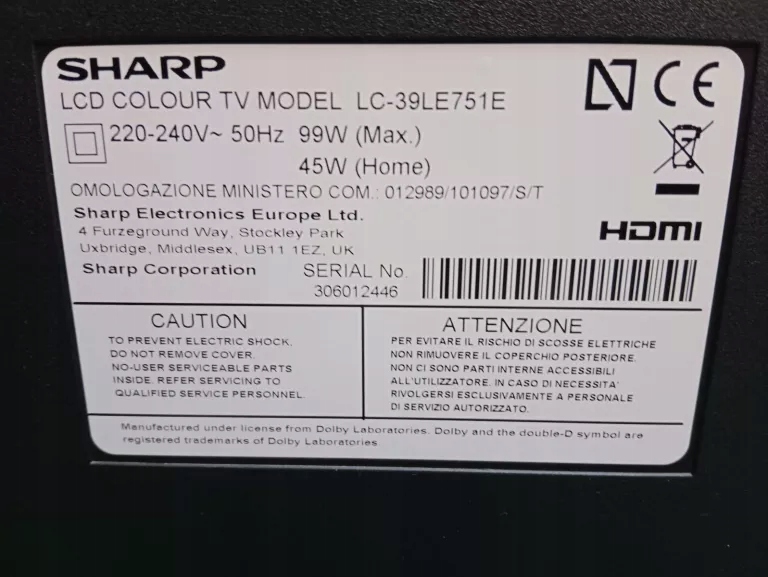 SHARP
LCD COLOUR TV MODEL LC-39LE751E
220-240V~ 50Hz 99W (Max.)
45W (Home)
OMOLOGAZIONE MINISTERO COM.: 012989/101097/S/T
Sharp Electronics Europe Ltd.
4 Furzeground Way, Stockley Park
Uxbridge, Middlesex, UB11 1EZ, UK
HDMI
Sharp Corporation SERIAL No.
306012446
CAUTION
TO PREVENT ELECTRIC SHOCK,
DO NOT REMOVE COVER.
NO-USER SERVICEABLE PARTS
INSIDE. REFER SERVICING TO
QUALIFIED SERVICE PERSONNEL.
ATTENZIONE
PER EVITARE IL RISCHIO DI SCOSSE ELETTRICHE
NON RIMUOVERE IL COPERCHIO POSTERIORE.
NON CI SONO PARTI INTERNE ACCESSIBILI
ALL'UTILIZZATORE. IN CASO DI NECESSITA'
RIVOLGERSI ESCLUSIVAMENTE A PERSONALE
DI SERVIZIO AUTORIZZATO.
Manufactured under license from Dolby Laboratories. Dolby and the double-D symbol are
registered trademarks of Dolby Laboratories